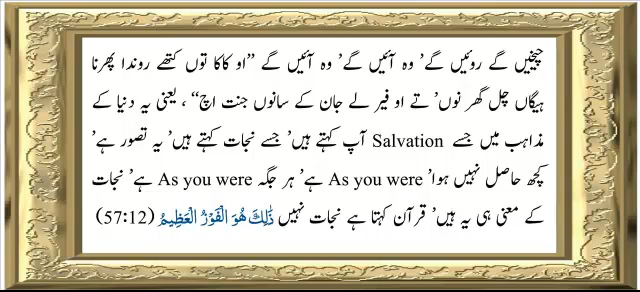 چیخیں گے روئیں گے’ وہ آئیں گے’ وہ آئیں گے ”او کاکا توں کتھے روندا پھرنا
ہیگاں چل گھر نوں’ تے او فیر لے جان کے سانوں جنت اچ“ ، یعنی یہ دنیا کے
مذاہب میں جسے Salvation آپ کہتے ہیں’ جسے نجات کہتے ہیں’ یہ تصور ہے’
کچھ حاصل نہیں ہوا’ As you were ہے’ ہر جگہ As you were ہے’ نجات
کے معنی ہی یہ ہیں’ قرآن کہتا ہے نجات نہیں ذٰلِکَ ھُوَ الْفَوْزُ الْعَظِیْمُ (57:12)